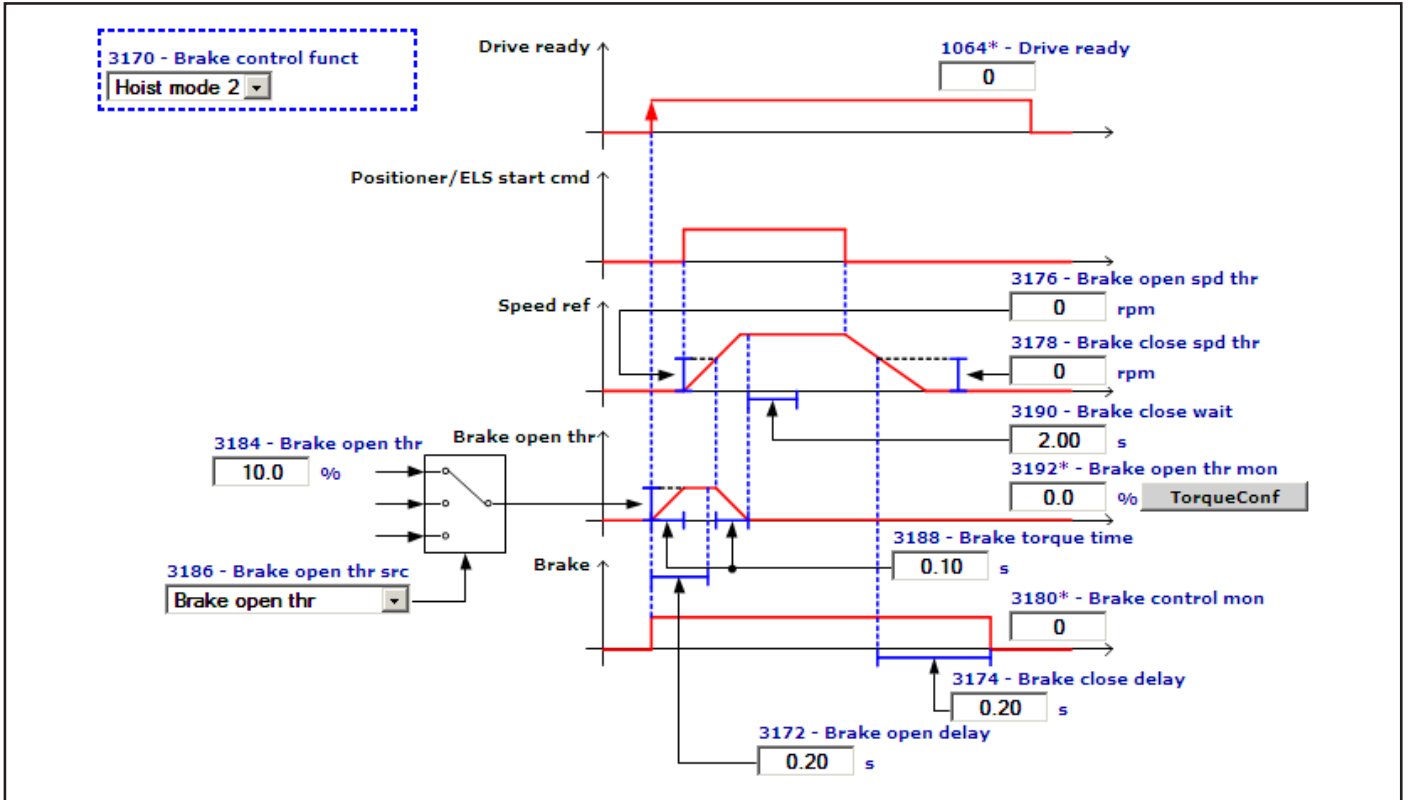 Drive ready
1064* - Drive ready
0
3170 - Brake control funct
Hoist mode 2
Positioner/ELS start cmd
3176 - Brake open spd thr
0 rpm
Speed ref
3178 - Brake close spd thr
0 rpm
3190 - Brake close wait
2.00 s
3184 - Brake open thr
10.0 %
Brake open thr
3192* - Brake open thr mon
0.0 % TorqueConf
3188 - Brake torque time
0.10 s
3186 - Brake open thr src
Brake open thr
Brake
3180* - Brake control mon
0
3174 - Brake close delay
0.20 s
3172 - Brake open delay
0.20 s